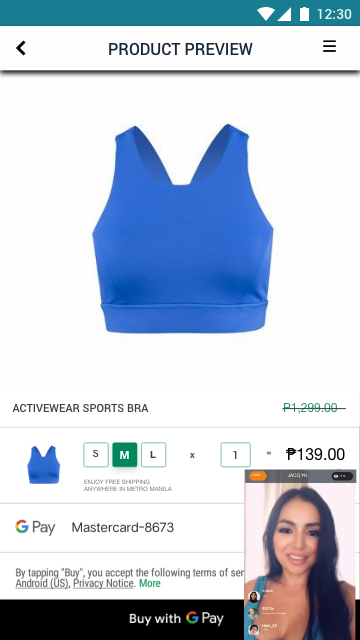 12:30
PRODUCT PREVIEW
ACTIVEWEAR SPORTS BRA
₱1,299.00
S M L x 1 = ₱139.00
ENJOY FREE SHIPPING
ANYWHERE IN METRO MANILA
JACQ YU
G Pay Mastercard-8673
By tapping "Buy", you accept the following terms of ser
Android (US), Privacy Notice. More
Buy with G Pay